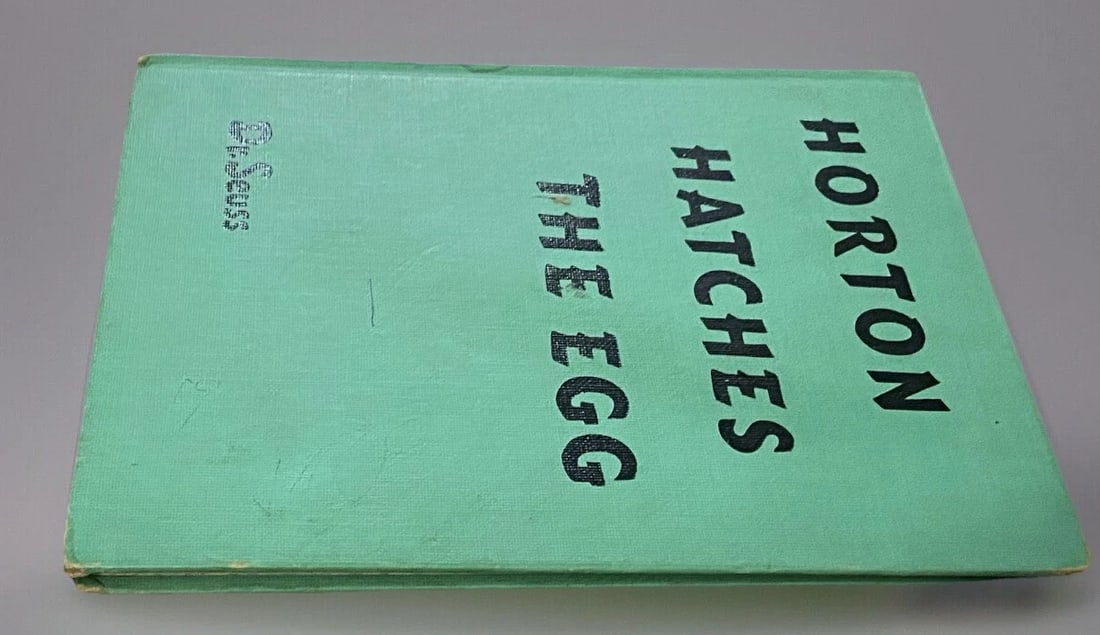 HORTON
HATCHES
THE EGG
Dr. Seuss